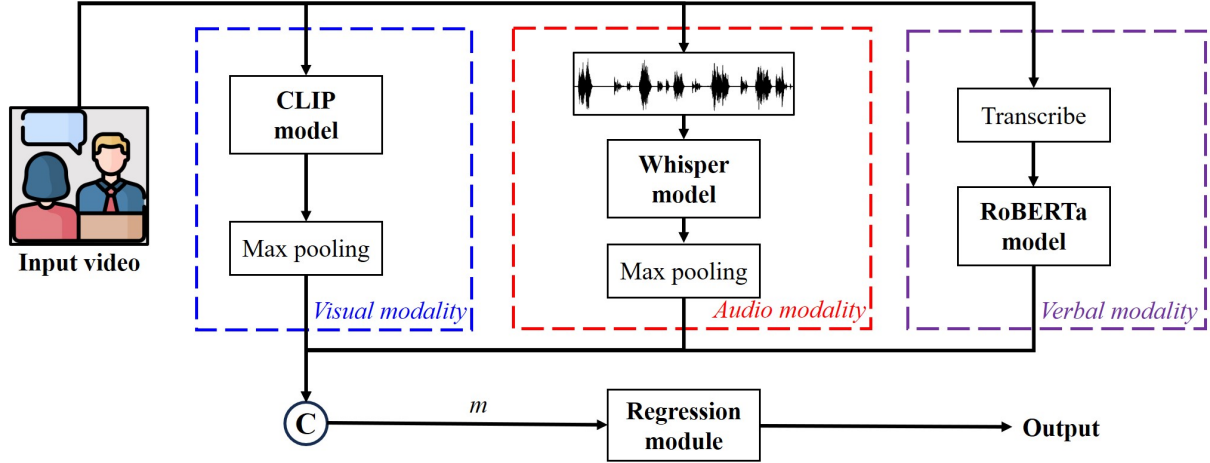 CLIP
model
Max pooling
Visual modality
Whisper
model
Max pooling
Audio modality
Transcribe
RoBERTa
model
Verbal modality
Input video
C
m
Regression
module
Output